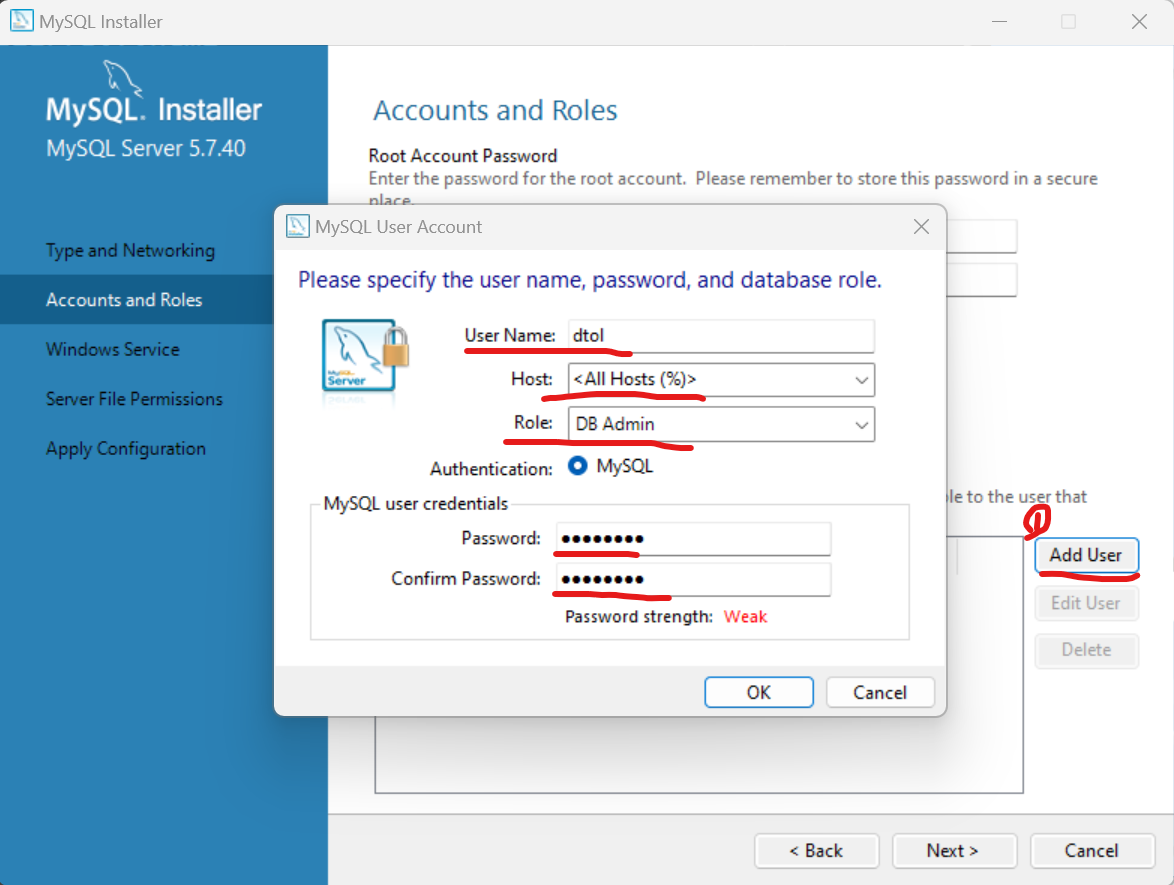 MySQL Installer
MySQL. Installer
MySQL Server 5.7.40
Type and Networking
Accounts and Roles
Windows Service
Server File Permissions
Apply Configuration
Accounts and Roles
Root Account Password
Enter the password for the root account. Please remember to store this password in a secure
place.
MySQL User Account
Please specify the user name, password, and database role.
MySQL
Server
User Name: dtol
Host: <All Hosts (%)>
Role: DB Admin
Authentication: MySQL
MySQL user credentials
Password: ●●●●●●●●
Confirm Password: ●●●●●●●●
Password strength: Weak
OK Cancel
to the user that
1
Add User
Edit User
Delete
< Back Next > Cancel